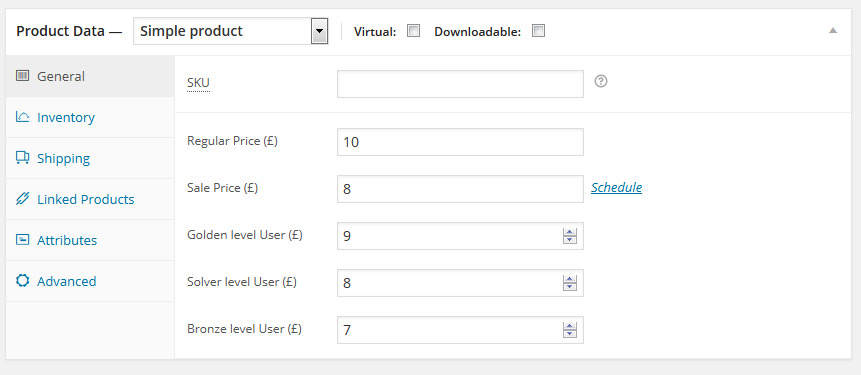 Product Data — Simple product Virtual: Downloadable:
General
Inventory
Shipping
Linked Products
Attributes
Advanced
SKU ?
Regular Price (£) 10
Sale Price (£) 8 Schedule
Golden level User (£) 9
Solver level User (£) 8
Bronze level User (£) 7